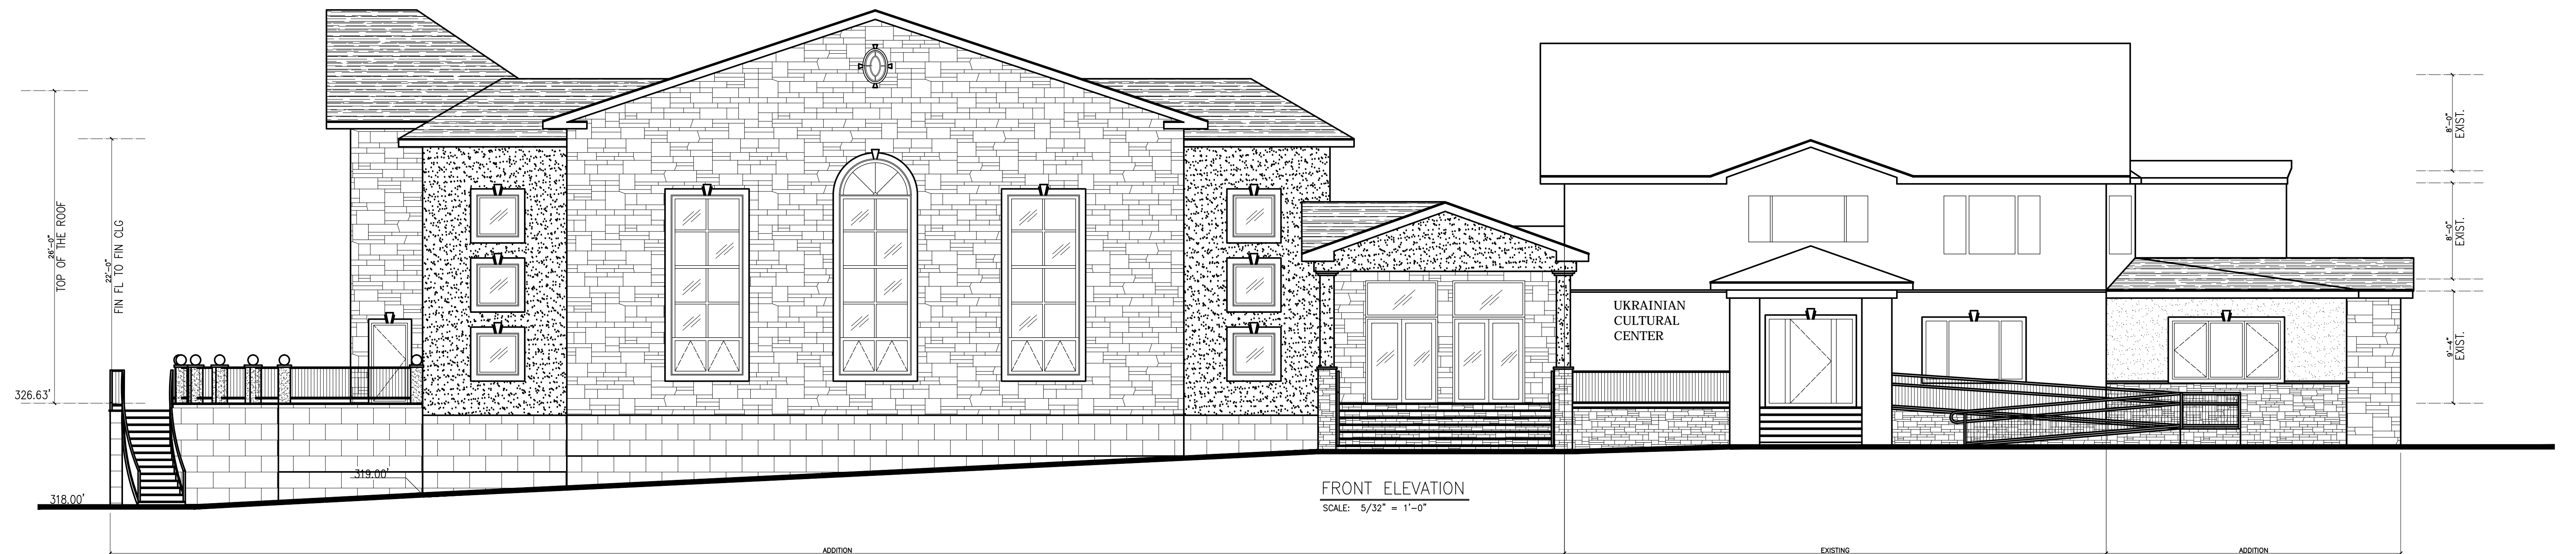 26'-0"
TOP OF THE ROOF
22'-0"
FIN FL TO FIN CLG
326.63'
318.00'
319.00'
UKRAINIAN
CULTURAL
CENTER
8'-0"
EXIST.
8'-0"
EXIST.
9'-4"
EXIST.
FRONT ELEVATION
SCALE: 5/32" = 1'-0"
ADDITION
EXISTING
ADDITION